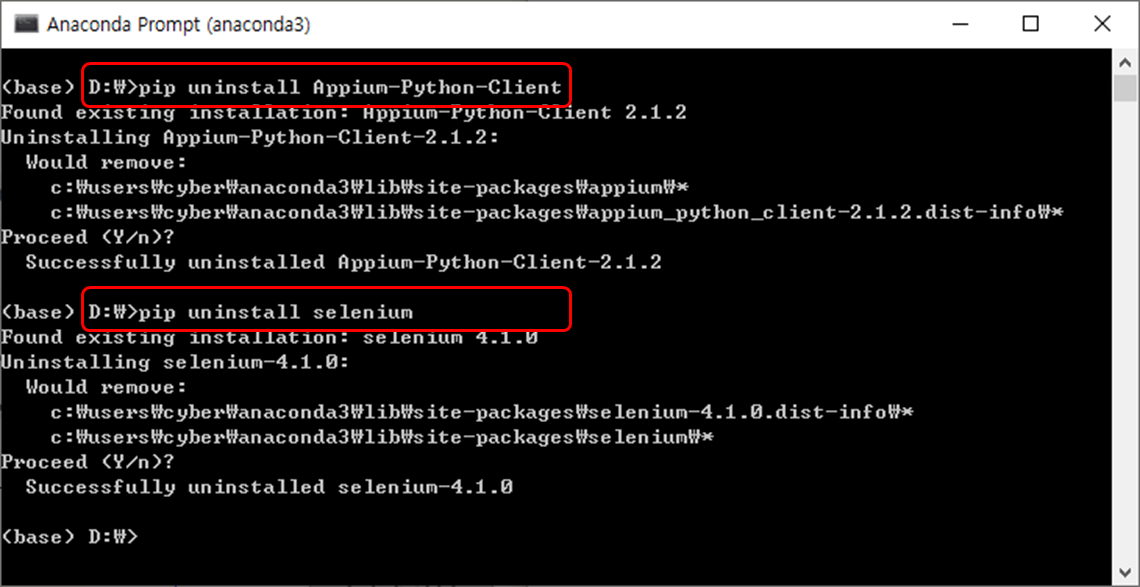 Anaconda Prompt (anaconda3)
(base) D:₩>pip uninstall Appium-Python-Client
Found existing installation: Appium-Python-Client 2.1.2
Uninstalling Appium-Python-Client-2.1.2:
Would remove:
c:₩users₩cyber₩anaconda3₩lib₩site-packages₩appium₩*
c:₩users₩cyber₩anaconda3₩lib₩site-packages₩appium_python_client-2.1.2.dist-info₩*
Proceed (Y/n)?
Successfully uninstalled Appium-Python-Client-2.1.2
(base) D:₩>pip uninstall selenium
Found existing installation: selenium 4.1.0
Uninstalling selenium-4.1.0:
Would remove:
c:₩users₩cyber₩anaconda3₩lib₩site-packages₩selenium-4.1.0.dist-info₩*
c:₩users₩cyber₩anaconda3₩lib₩site-packages₩selenium₩*
Proceed (Y/n)?
Successfully uninstalled selenium-4.1.0
(base) D:₩>